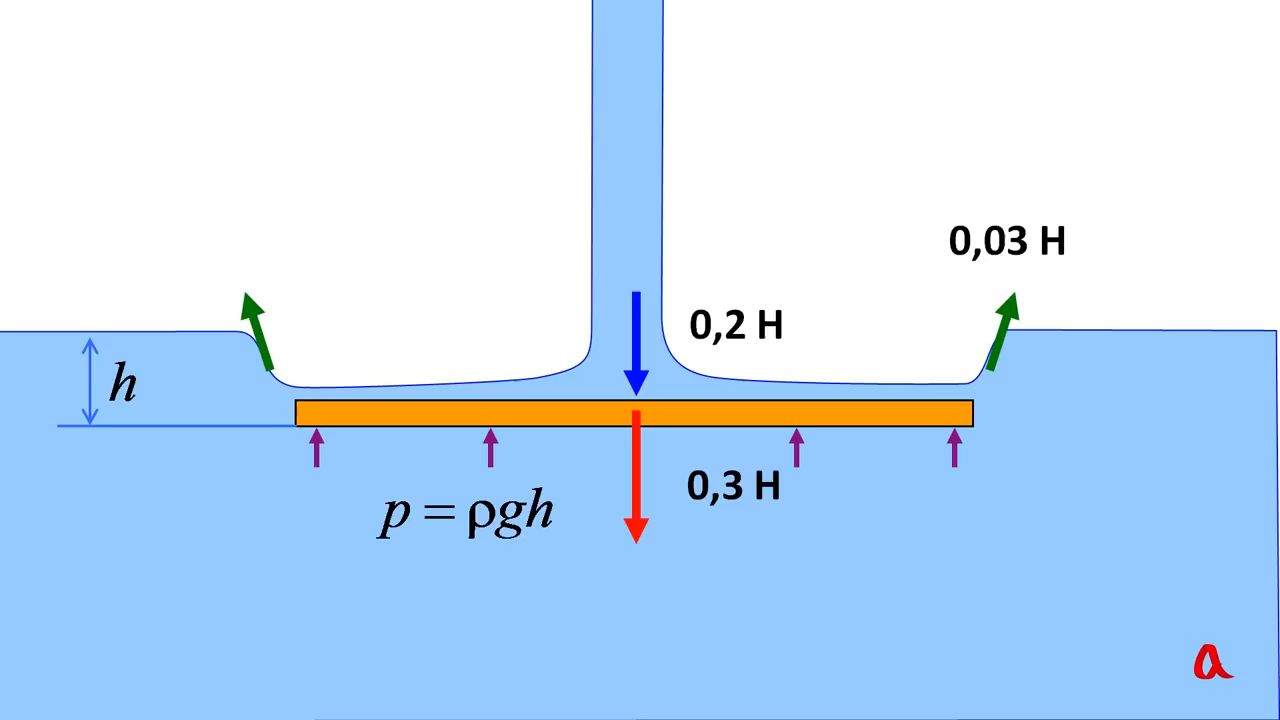 0,03 Н
0,2 Н
h
0,3 Н
p = ρgh
a